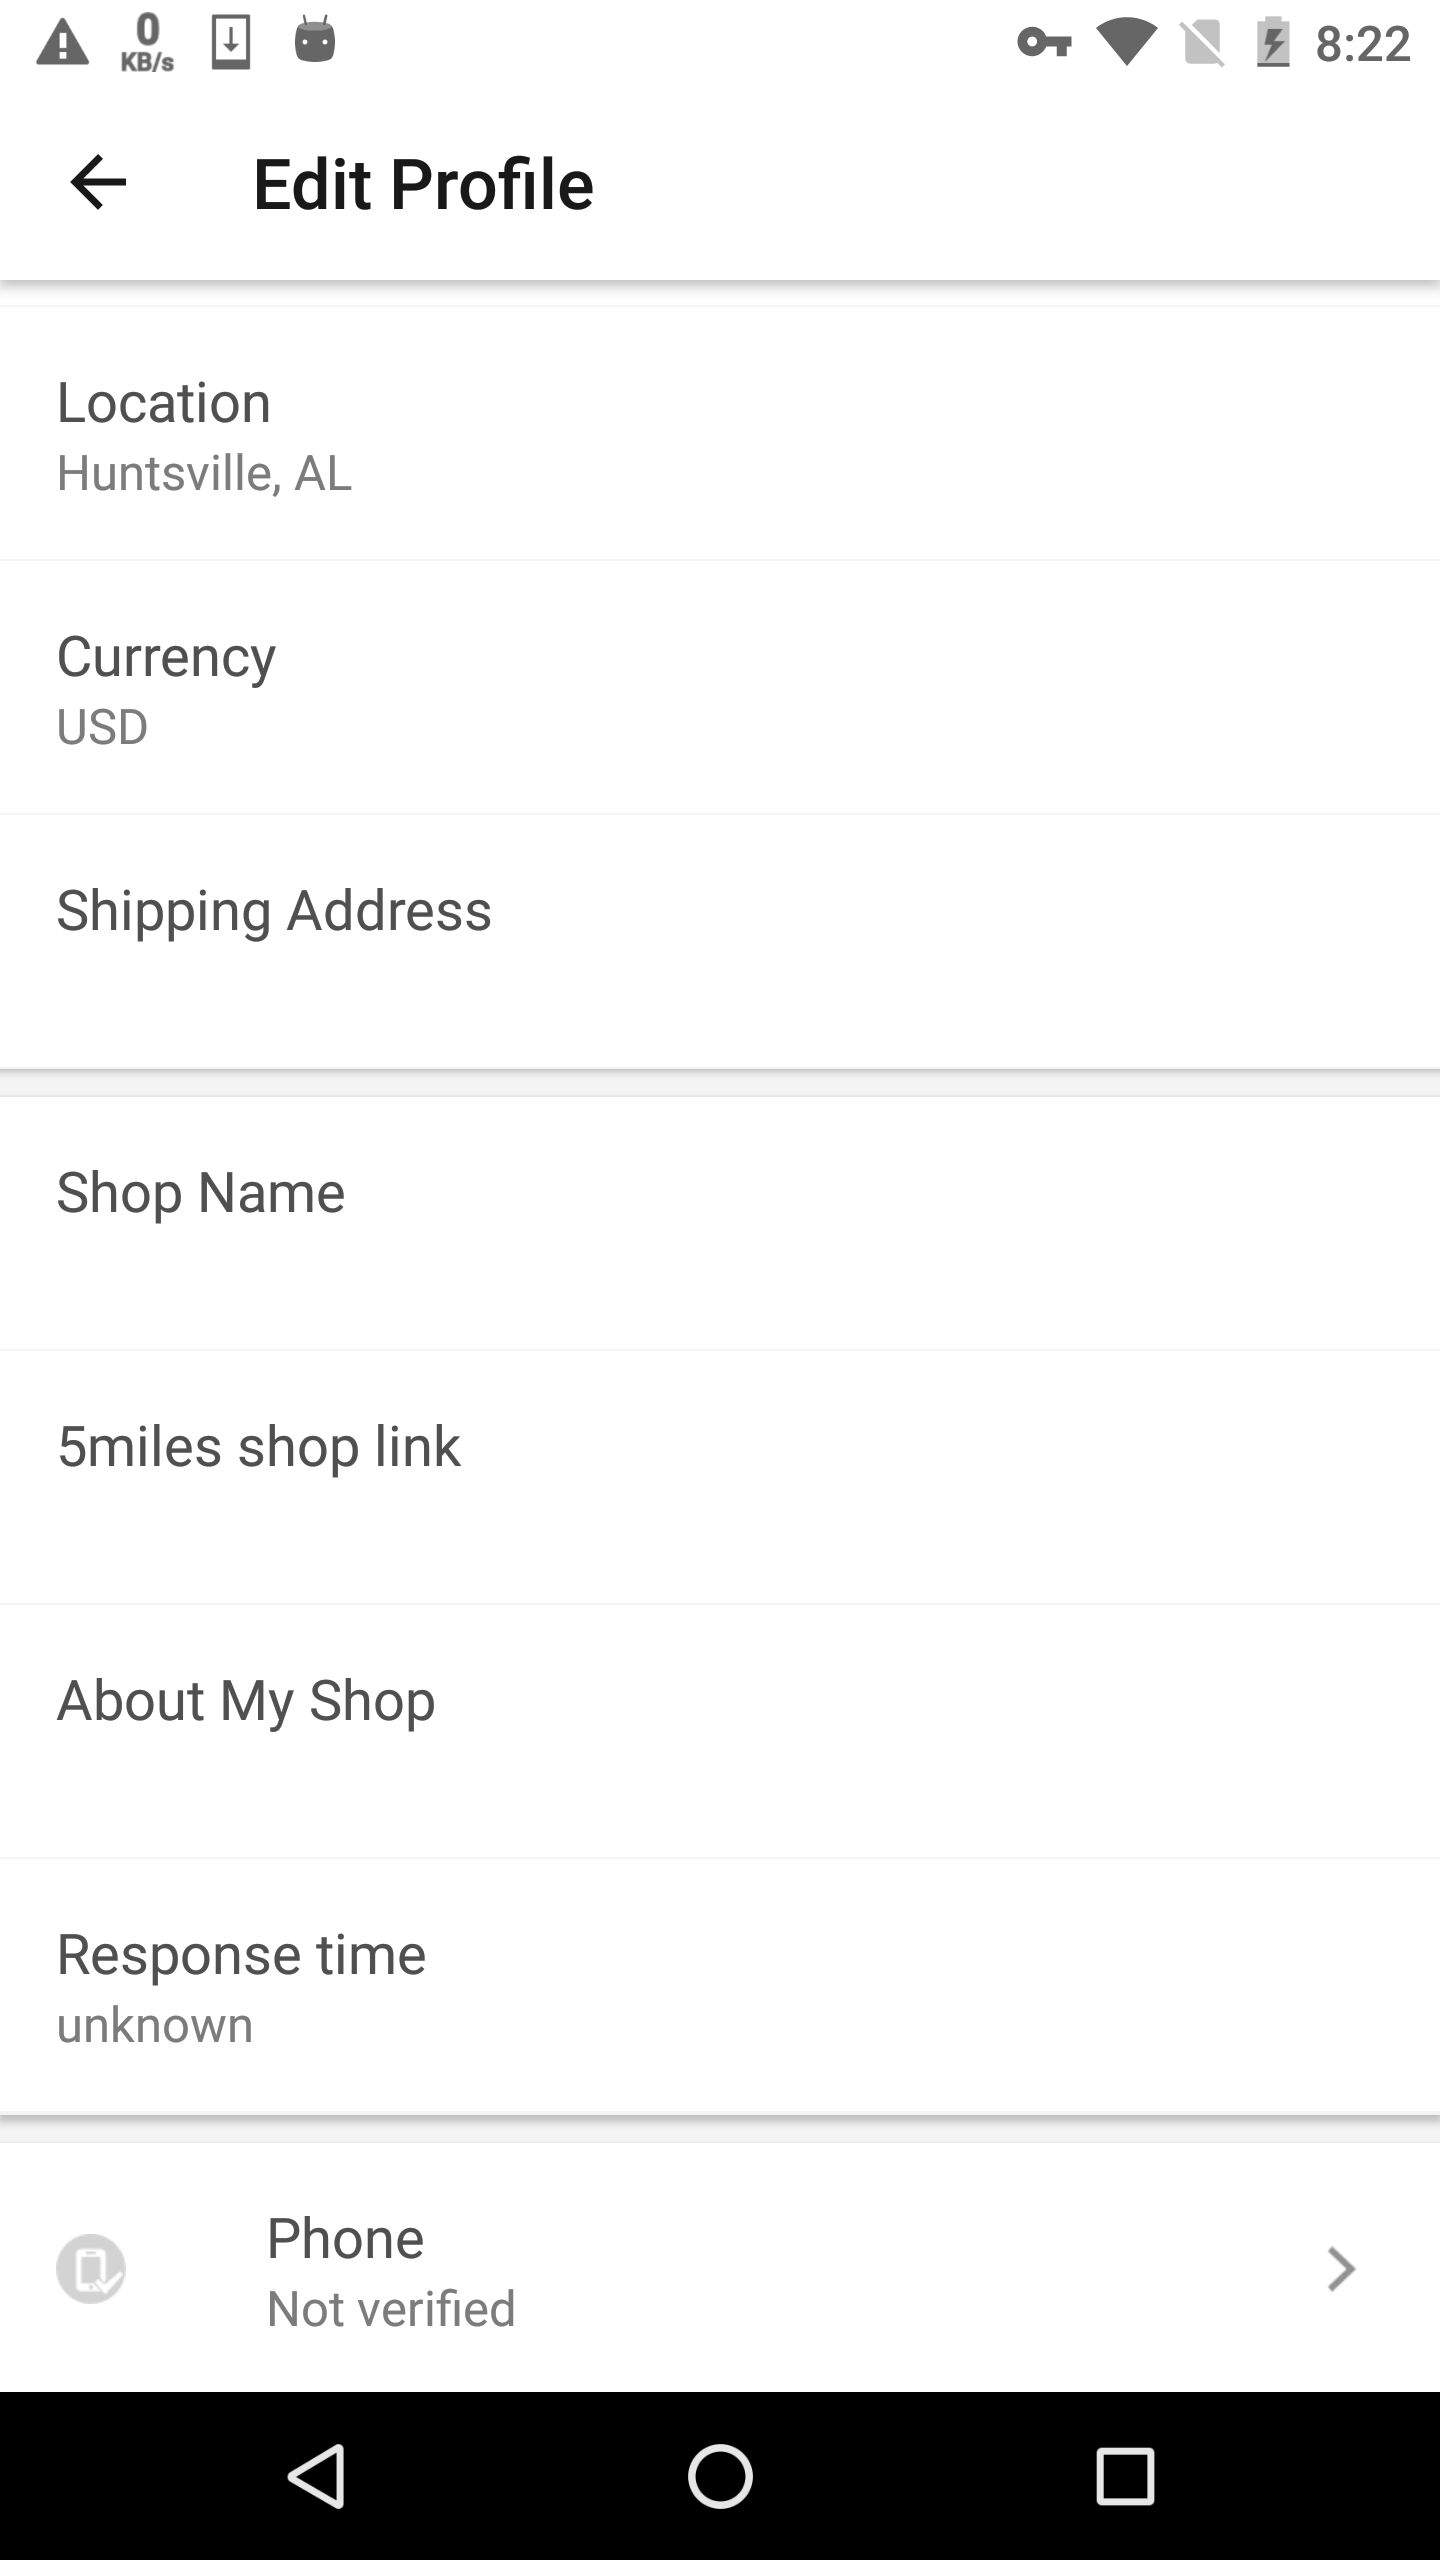 0
KB/s
8:22
Edit Profile
Location
Huntsville, AL
Currency
USD
Shipping Address
Shop Name
5miles shop link
About My Shop
Response time
unknown
Phone
Not verified